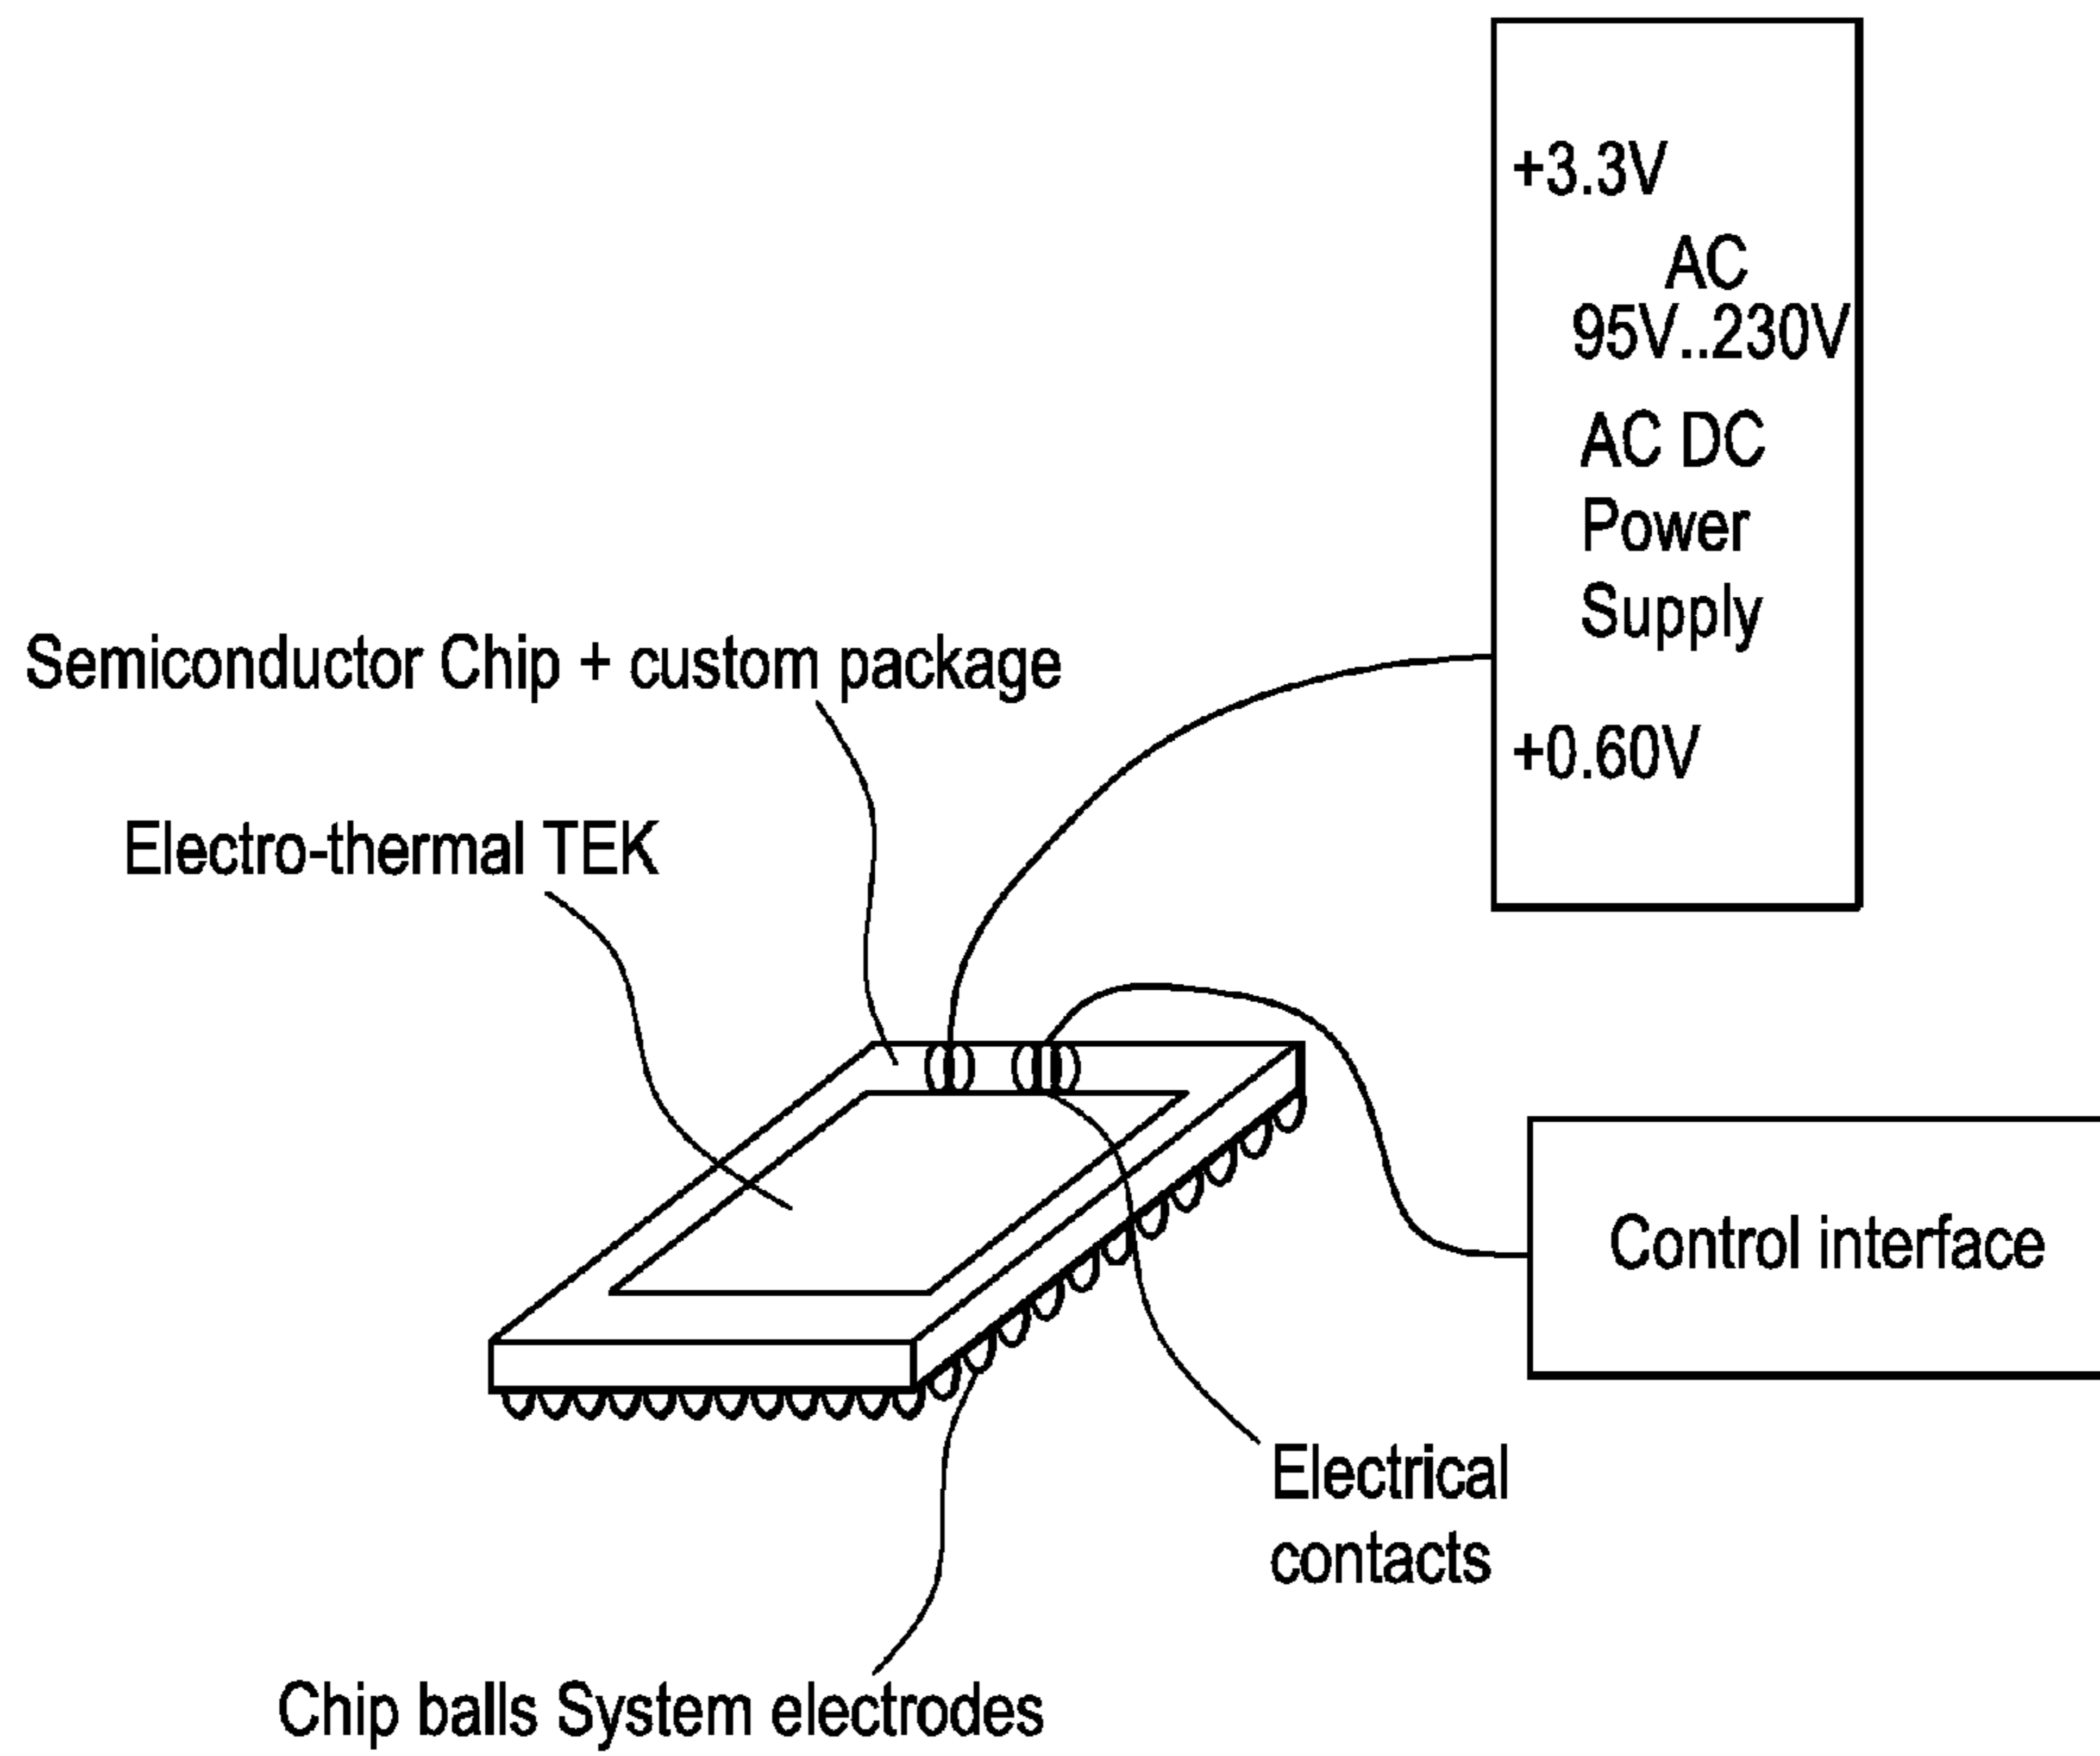 +3.3V
AC
95V..230V
AC DC
Power
Supply
+0.60V
Semiconductor Chip + custom package
Electro-thermal TEK
Control interface
Electrical
contacts
Chip balls System electrodes